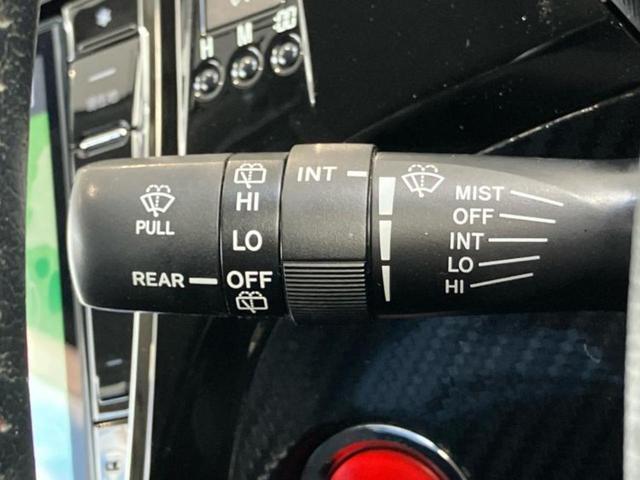 H M
PULL
REAR
HI
LO
OFF
INT
MIST
OFF
INT
LO
HI